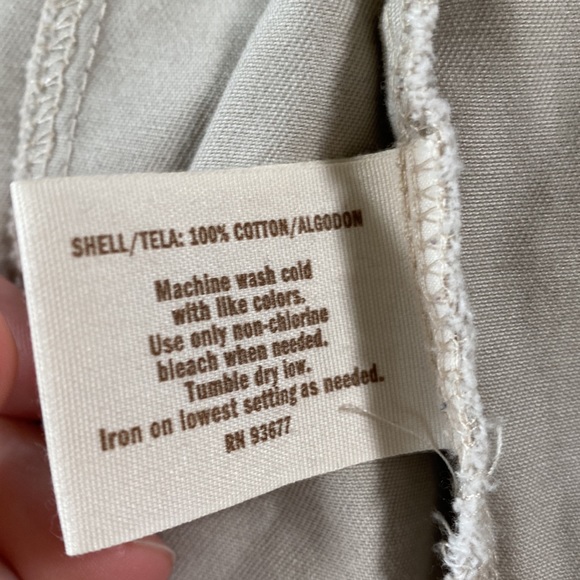 SHELL/TELA: 100% COTTON/ALGODON
Machine wash cold
with like colors.
Use only non-chlorine
bleach when needed.
Tumble dry low.
Iron on lowest setting as needed.
RN 93677